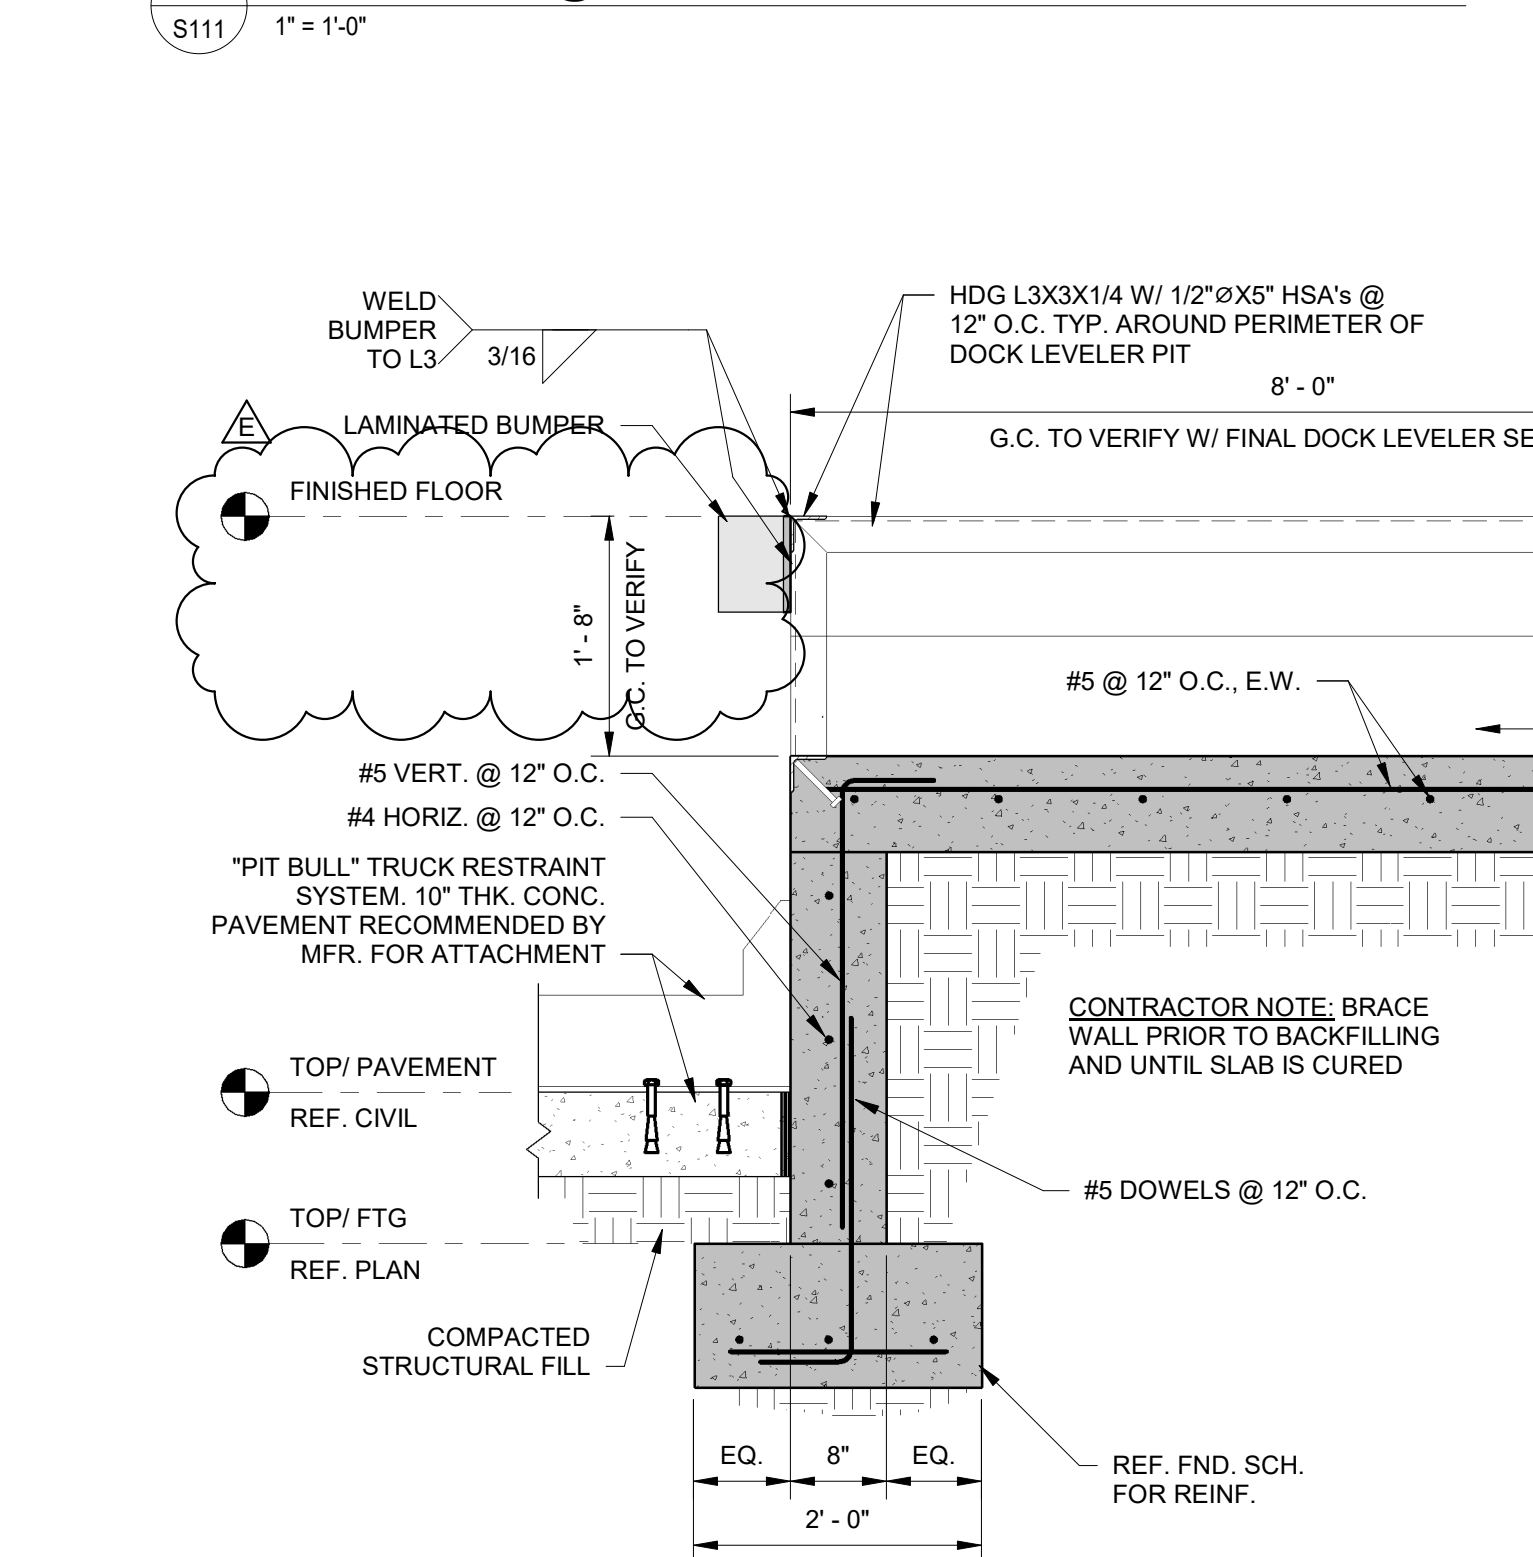 S111
1" = 1'-0"
WELD
BUMPER
TO L3
3/16
HDG L3X3X1/4 W/ 1/2"∅X5" HSA's @
12" O.C. TYP. AROUND PERIMETER OF
DOCK LEVELER PIT
8' - 0"
G.C. TO VERIFY W/ FINAL DOCK LEVELER SE
E
LAMINATED BUMPER
FINISHED FLOOR
1' - 8"
G.C. TO VERIFY
#5 @ 12" O.C., E.W.
#5 VERT. @ 12" O.C.
#4 HORIZ. @ 12" O.C.
"PIT BULL" TRUCK RESTRAINT
SYSTEM. 10" THK. CONC.
PAVEMENT RECOMMENDED BY
MFR. FOR ATTACHMENT
CONTRACTOR NOTE: BRACE
WALL PRIOR TO BACKFILLING
AND UNTIL SLAB IS CURED
TOP/ PAVEMENT
REF. CIVIL
#5 DOWELS @ 12" O.C.
TOP/ FTG
REF. PLAN
COMPACTED
STRUCTURAL FILL
EQ.
8"
EQ.
REF. FND. SCH.
FOR REINF.
2' - 0"